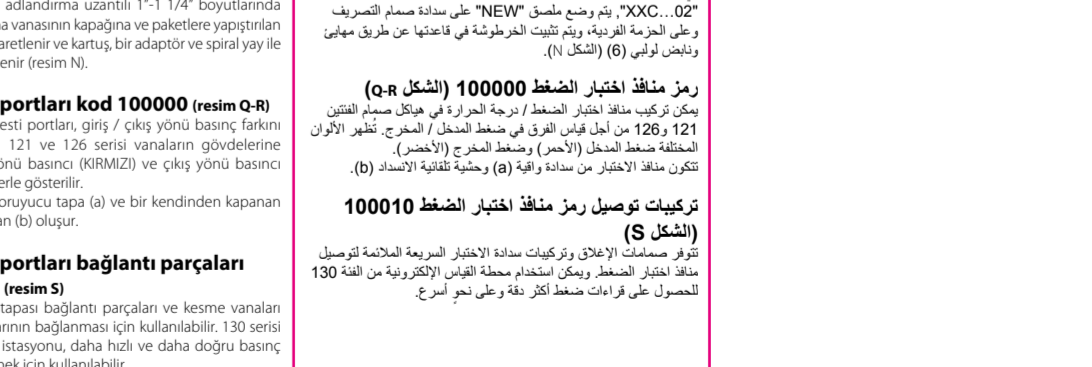 adlandırma uzantılı 1"-1 1/4" boyutlarında
vanasının kapağına ve paketlere yapıştırılan
aretlenir ve kartuş, bir adaptör ve spiral yay ile
enir (resim N).
portları kod 100000 (resim Q-R)
esti portları, giriş / çıkış yönü basınç farkını
121 ve 126 serisi vanaların gövdelerine
önü basıncı (KIRMIZI) ve çıkış yönü basıncı
erle gösterilir.
oruyucu tapa (a) ve bir kendinden kapanan
an (b) oluşur.
portları bağlantı parçaları
(resim S)
tapası bağlantı parçaları ve kesme vanaları
arının bağlanması için kullanılabilir. 130 serisi
istasyonu, daha hızlı ve daha doğru basınç
mek için kullanılabilir.
"XXC…02", يتم وضع ملصق "NEW" على سدادة صمام التصريف
وعلى الحزمة الفردية، ويتم تثبيت الخرطوشة في قاعدتها عن طريق مهايئ
ونابض لولبي (6) (الشكل N).
رمز منافذ اختبار الضغط 100000 (الشكل Q-R)
يمكن تركيب منافذ اختبار الضغط / درجة الحرارة في هياكل صمام الفئتين
121 و126 من أجل قياس الفرق في ضغط المدخل / المخرج. تُظهر الألوان
المختلفة ضغط المدخل (الأحمر) وضغط المخرج (الأخضر).
تتكون منافذ الاختبار من سدادة واقية (a) وحشية تلقائية الانسداد (b).
تركيبات توصيل رمز منافذ اختبار الضغط 100010
(الشكل S)
تتوفر صمامات الإغلاق وتركيبات سدادة الاختبار السريعة الملائمة لتوصيل
منافذ اختبار الضغط. ويمكن استخدام محطة القياس الإلكترونية من الفئة 130
للحصول على قراءات ضغط أكثر دقة وعلى نحوٍ أسرع.